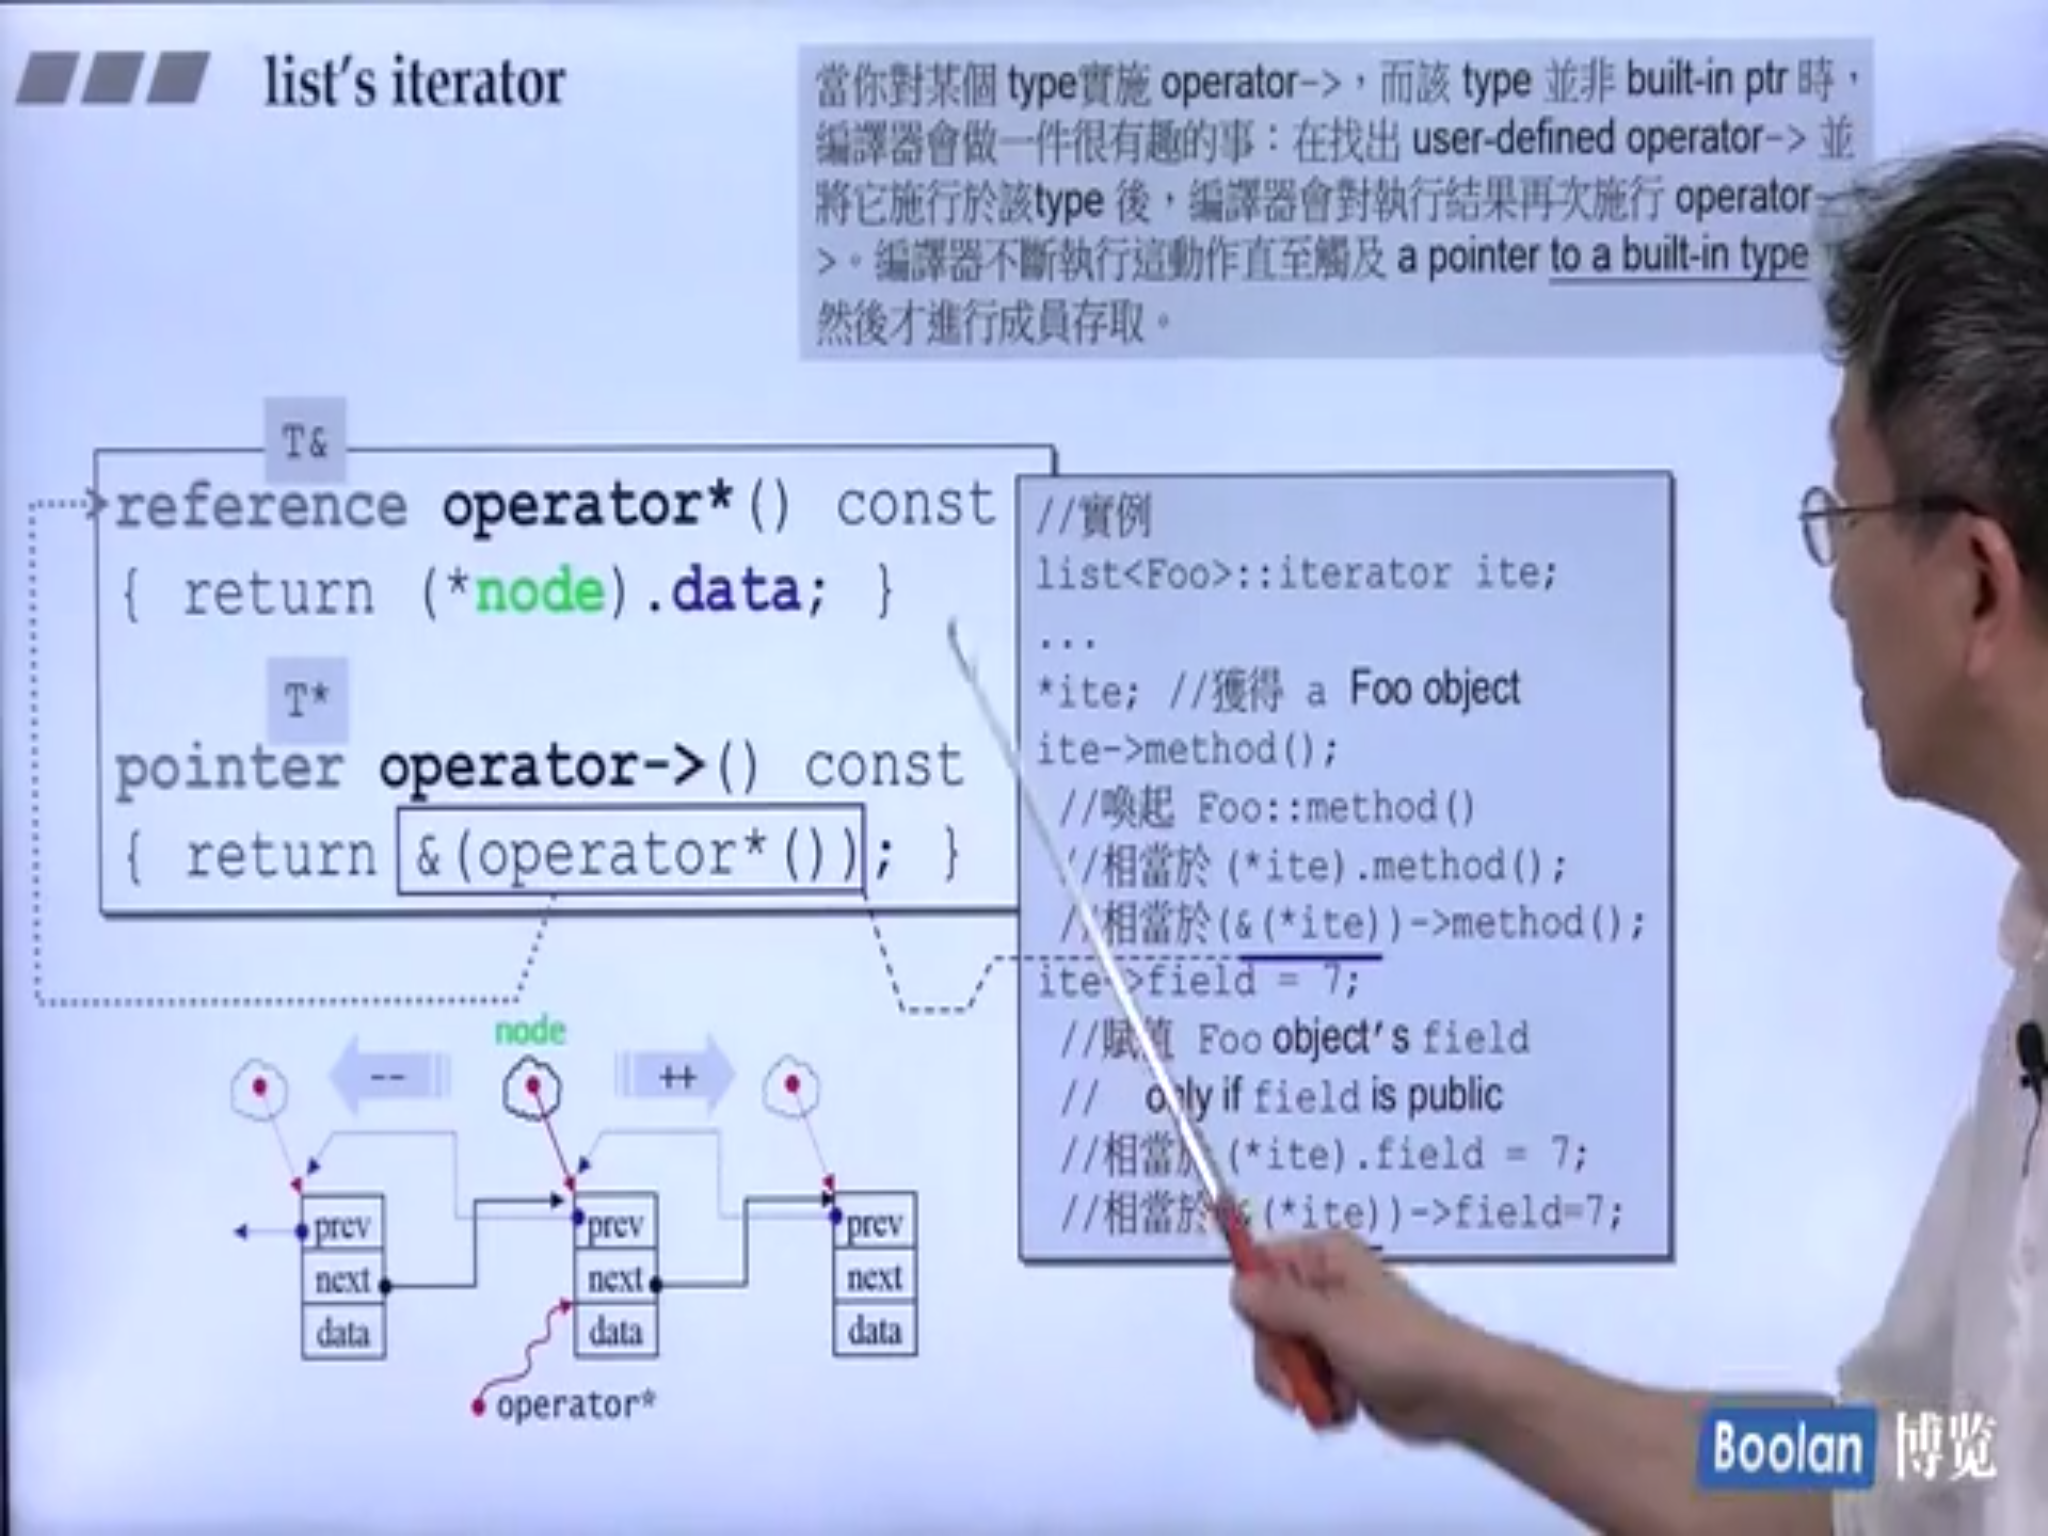 list's iterator
當你對某個 type實施 operator->，而該 type 並非 built-in ptr 時，
編譯器會做一件很有趣的事：在找出 user-defined operator-> 並
將它施行於該type 後，編譯器會對執行結果再次施行 operator-
>。編譯器不斷執行這動作直至觸及 a pointer to a built-in type
然後才進行成員存取。
T&
reference operator*() const
{ return (*node).data; }
T*
pointer operator->() const
{ return &(operator*()); }
//實例
list<Foo>::iterator ite;
...
*ite; //獲得 a Foo object
ite->method();
//喚起 Foo::method()
//相當於 (*ite).method();
//相當於(&(*ite))->method();
ite->field = 7;
//賦值 Foo object's field
// only if field is public
//相當於 (*ite).field = 7;
//相當於(&(*ite))->field=7;
node
--
++
prev
next
data
prev
next
data
prev
next
data
operator*
Boolan 博览